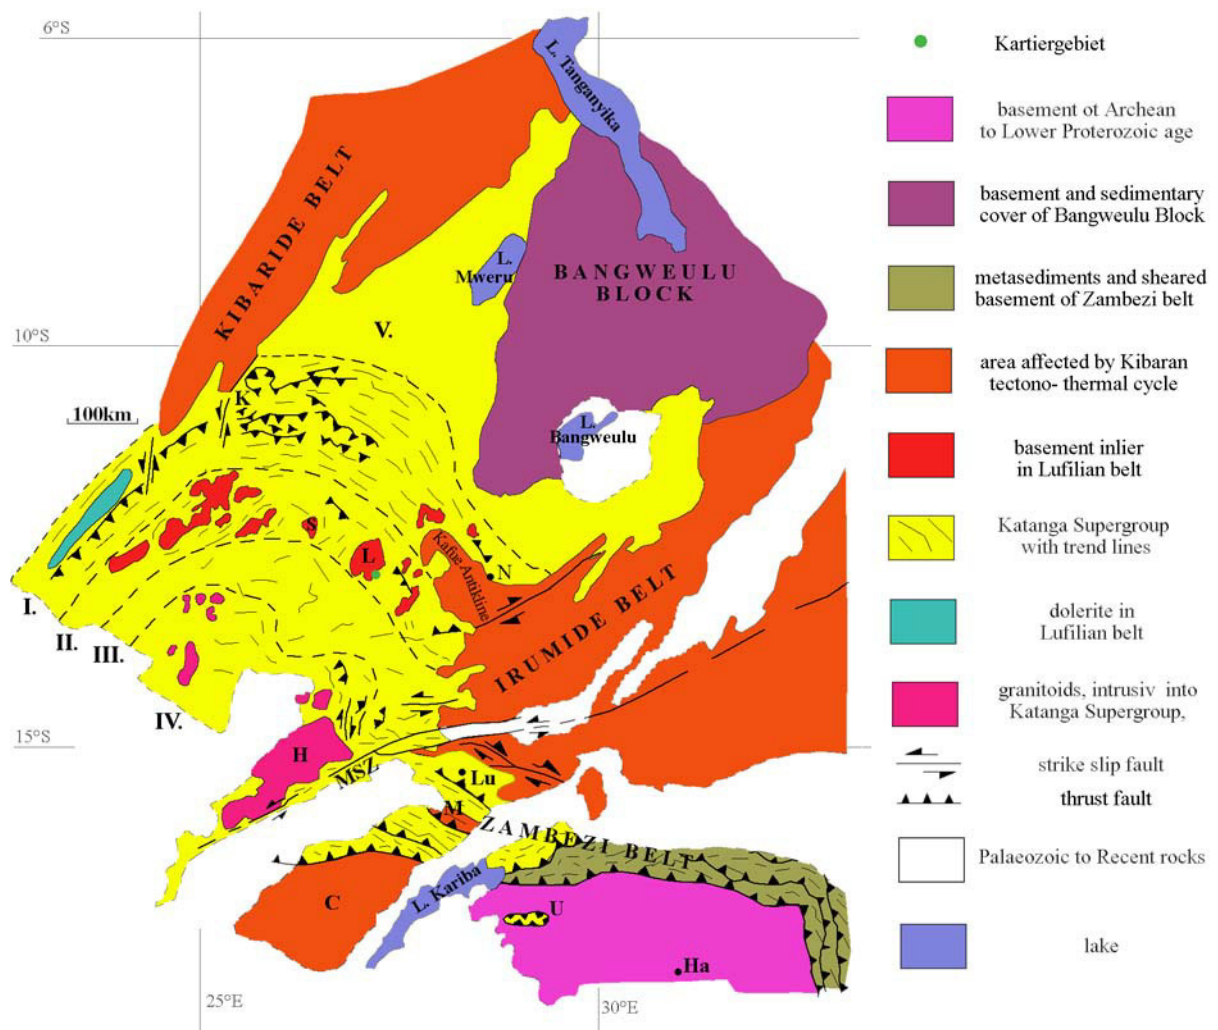 6°S
L. Tanganyika
KIBARIDE BELT
L.
Mweru
BANGWEULU
BLOCK
V.
10°S
K
100km
L.
Bangweulu
S
L
Kafue Antikline
N
I.
II.
III.
IV.
IRUMIDE BELT
15°S
H
MSZ
Lu
M
ZAMBEZI BELT
C
L. Kariba
U
Ha
25°E
30°E
Kartiergebiet
basement ot Archean
to Lower Proterozoic age
basement and sedimentary
cover of Bangweulu Block
metasediments and sheared
basement of Zambezi belt
area affected by Kibaran
tectono- thermal cycle
basement inlier
in Lufilian belt
Katanga Supergroup
with trend lines
dolerite in
Lufilian belt
granitoids, intrusiv into
Katanga Supergroup,
strike slip fault
thrust fault
Palaeozoic to Recent rocks
lake